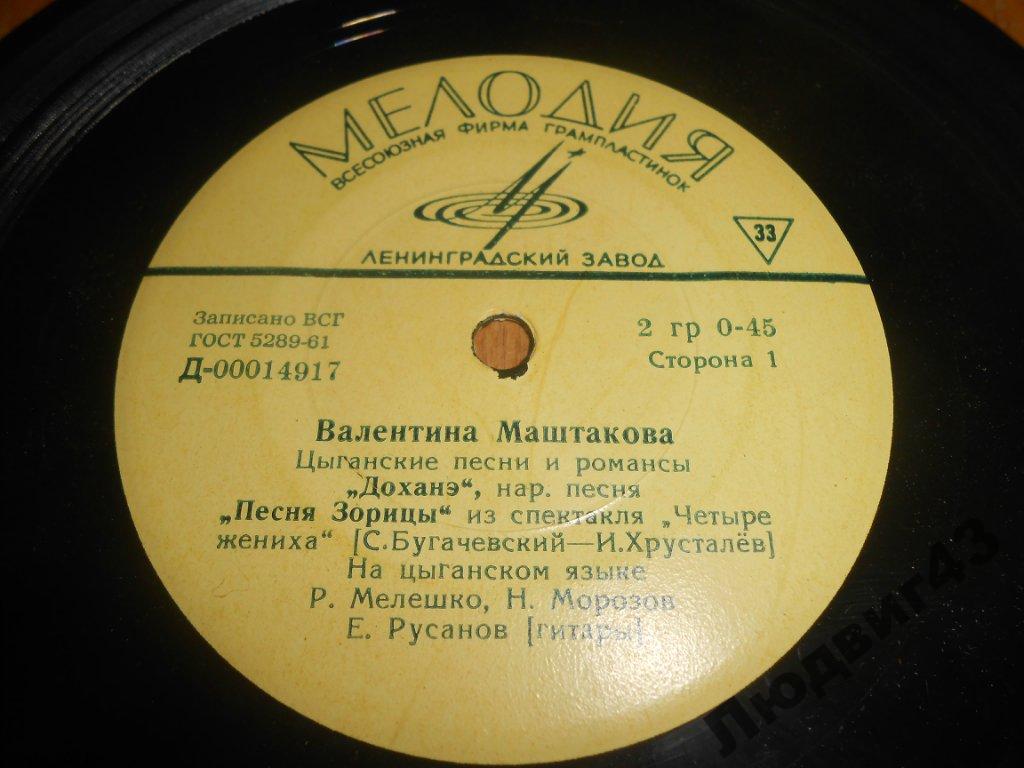 МЕЛОДИЯ
ВСЕСОЮЗНАЯ ФИРМА ГРАМПЛАСТИНОК
ЛЕНИНГРАДСКИЙ ЗАВОД
33
Записано ВСГ
ГОСТ 5289-61
Д-00014917
2 гр 0-45
Сторона 1
Валентина Маштакова
Цыганские песни и романсы
„Доханэ“, нар. песня
„Песня Зорицы“ из спектакля „Четыре
жениха“ [С.Бугачевский—И.Хрусталёв]
На цыганском языке
Р. Мелешко, Н. Морозов
Е. Русанов [гитары]
Людвиг43